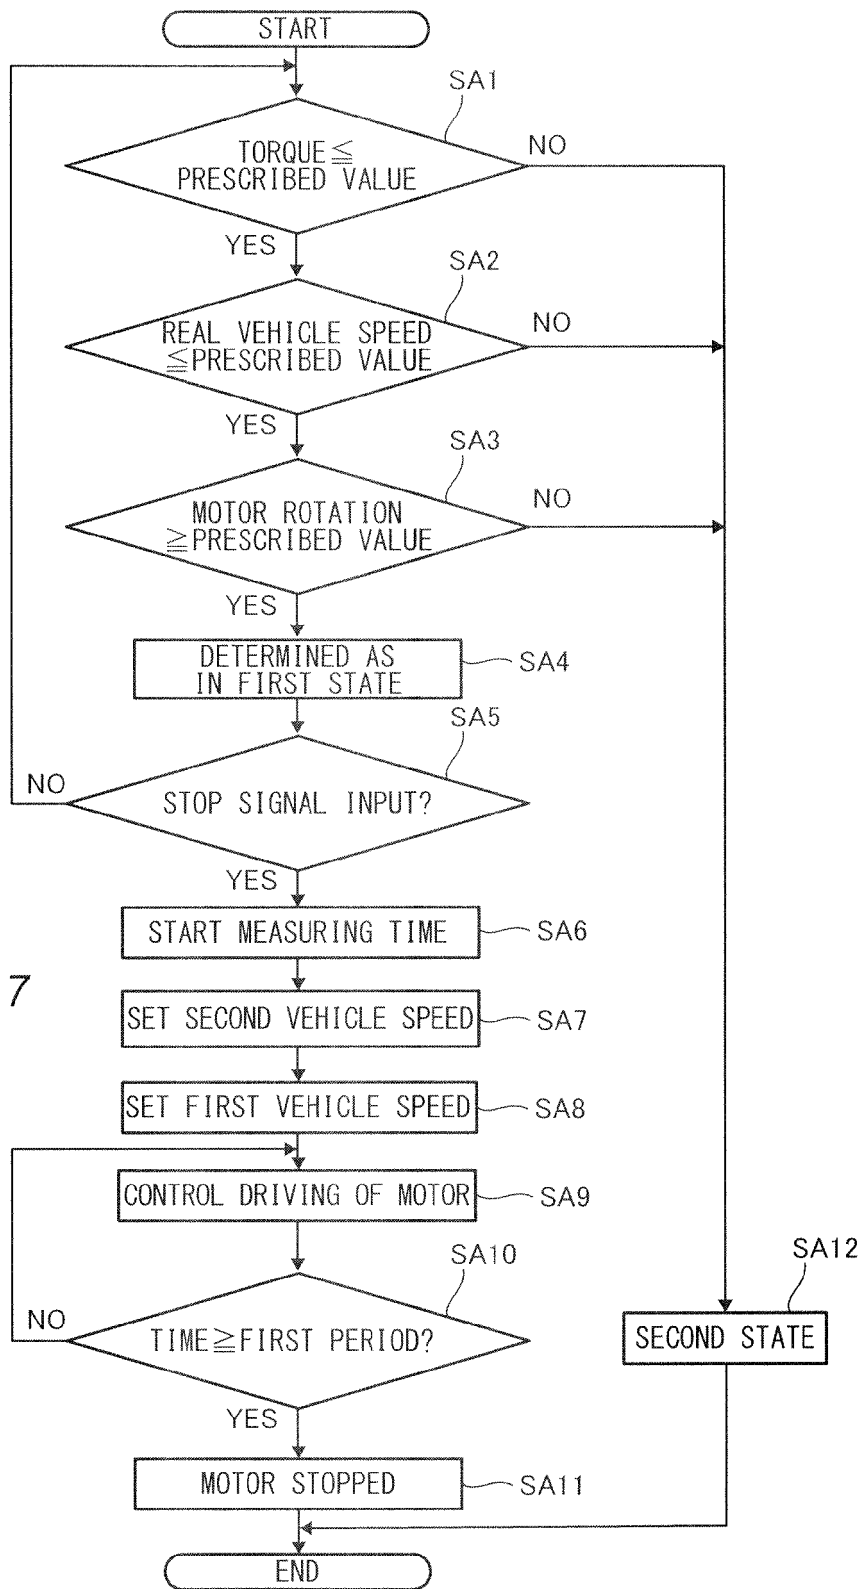 START
SA1
TORQUE≦
PRESCRIBED VALUE
NO
YES
SA2
REAL VEHICLE SPEED
≦PRESCRIBED VALUE
NO
YES
SA3
MOTOR ROTATION
≧PRESCRIBED VALUE
NO
YES
DETERMINED AS
IN FIRST STATE
SA4
SA5
STOP SIGNAL INPUT?
NO
YES
START MEASURING TIME
SA6
7
SET SECOND VEHICLE SPEED
SA7
SET FIRST VEHICLE SPEED
SA8
CONTROL DRIVING OF MOTOR
SA9
SA10
TIME≧FIRST PERIOD?
NO
YES
SA12
SECOND STATE
MOTOR STOPPED
SA11
END